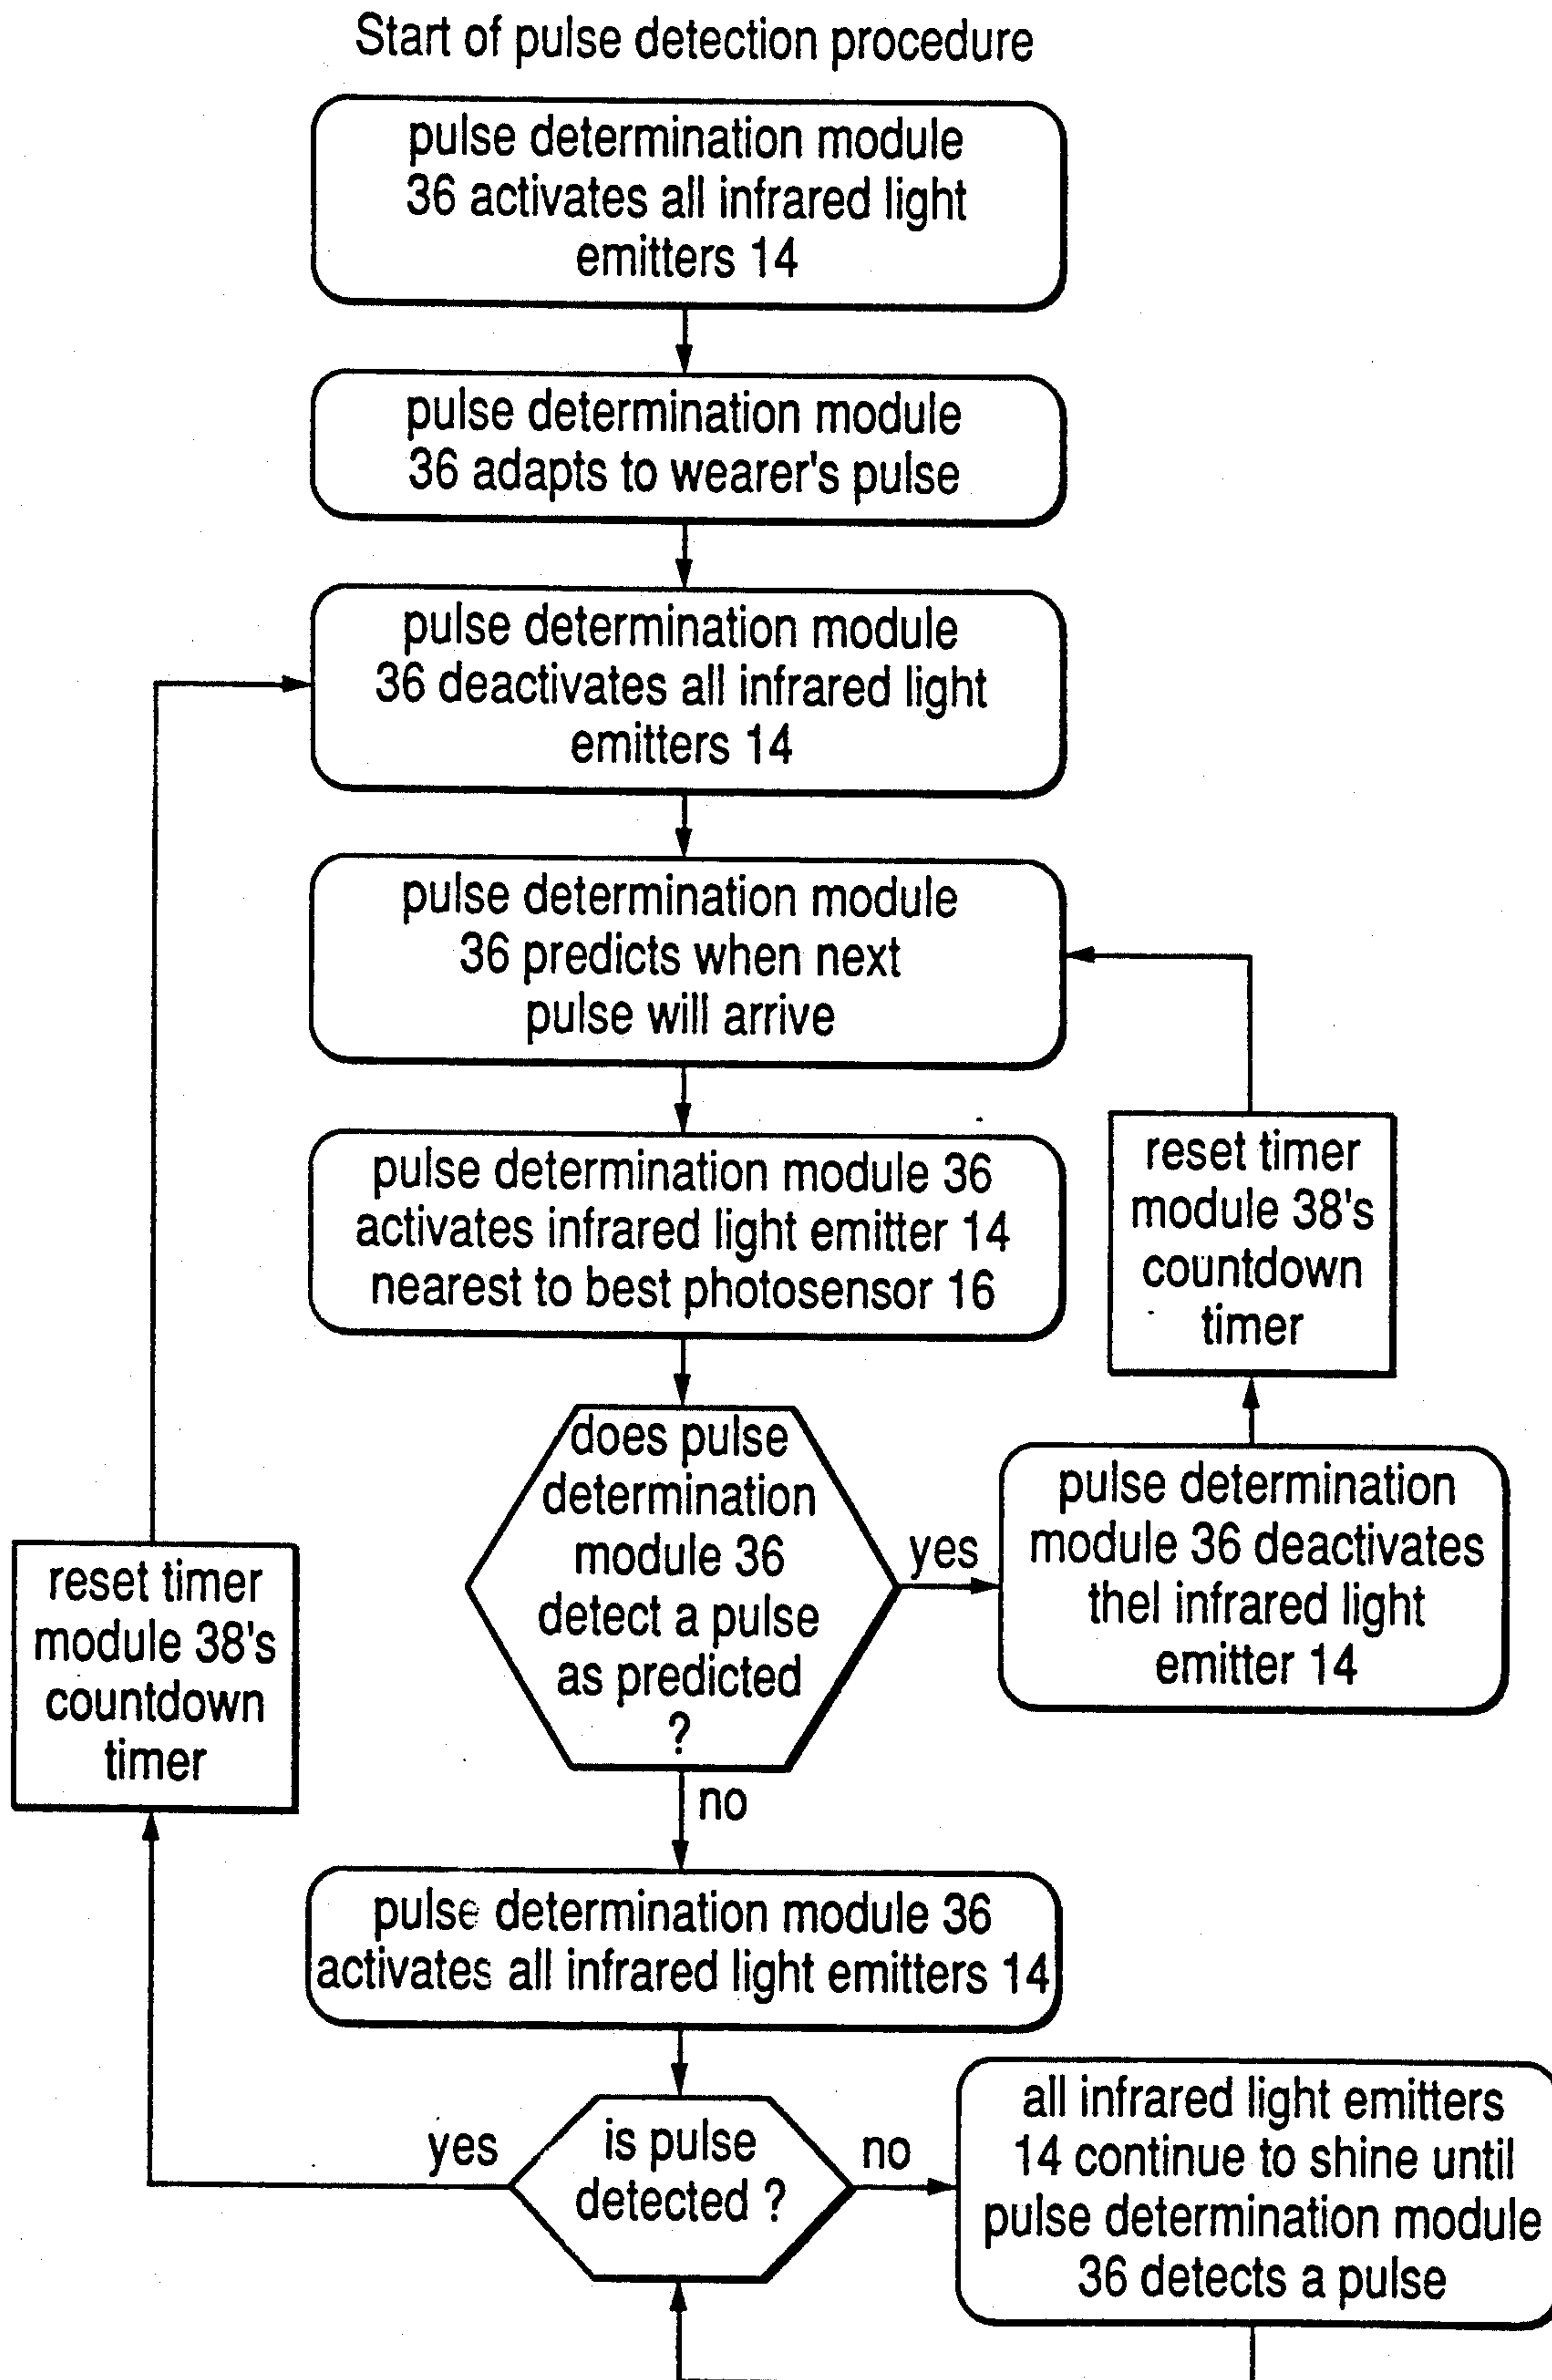 Start of pulse detection procedure
pulse determination module
36 activates all infrared light
emitters 14
pulse determination module
36 adapts to wearer's pulse
pulse determination module
36 deactivates all infrared light
emitters 14
pulse determination module
36 predicts when next
pulse will arrive
pulse determination module 36
activates infrared light emitter 14
nearest to best photosensor 16
reset timer
module 38's
countdown
timer
does pulse
determination
module 36
detect a pulse
as predicted
?
yes
pulse determination
module 36 deactivates
thel infrared light
emitter 14
reset timer
module 38's
countdown
timer
no
pulse determination module 36
activates all infrared light emitters 14
yes
is pulse
detected ?
no
all infrared light emitters
14 continue to shine until
pulse determination module
36 detects a pulse